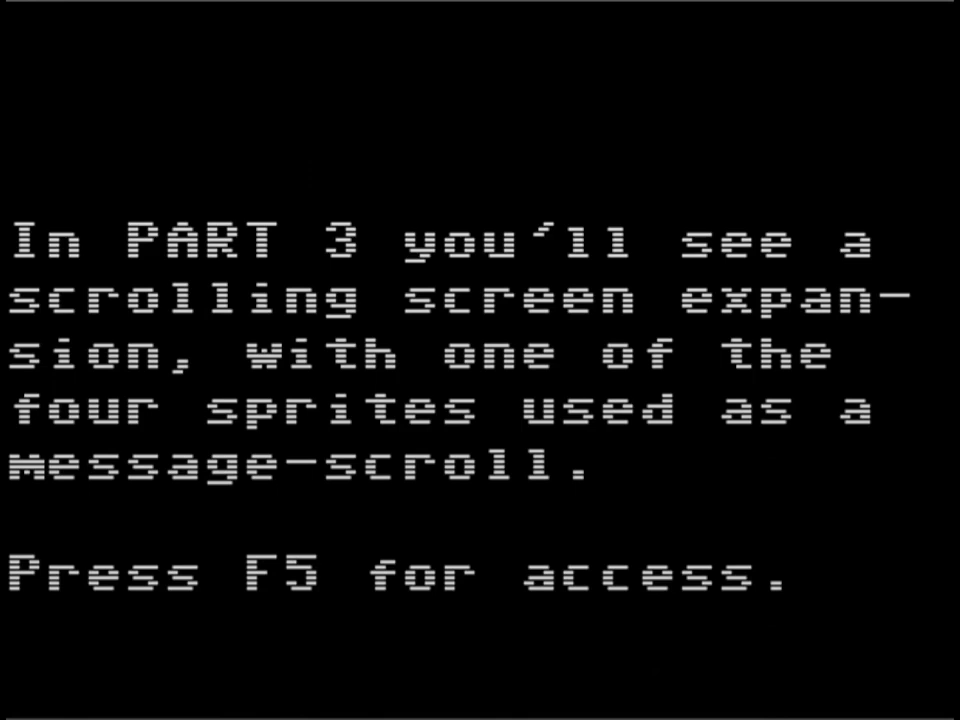 In PART 3 you'll see a
scrolling screen expan-
sion, with one of the
four sprites used as a
message-scroll.
Press F5 for access.